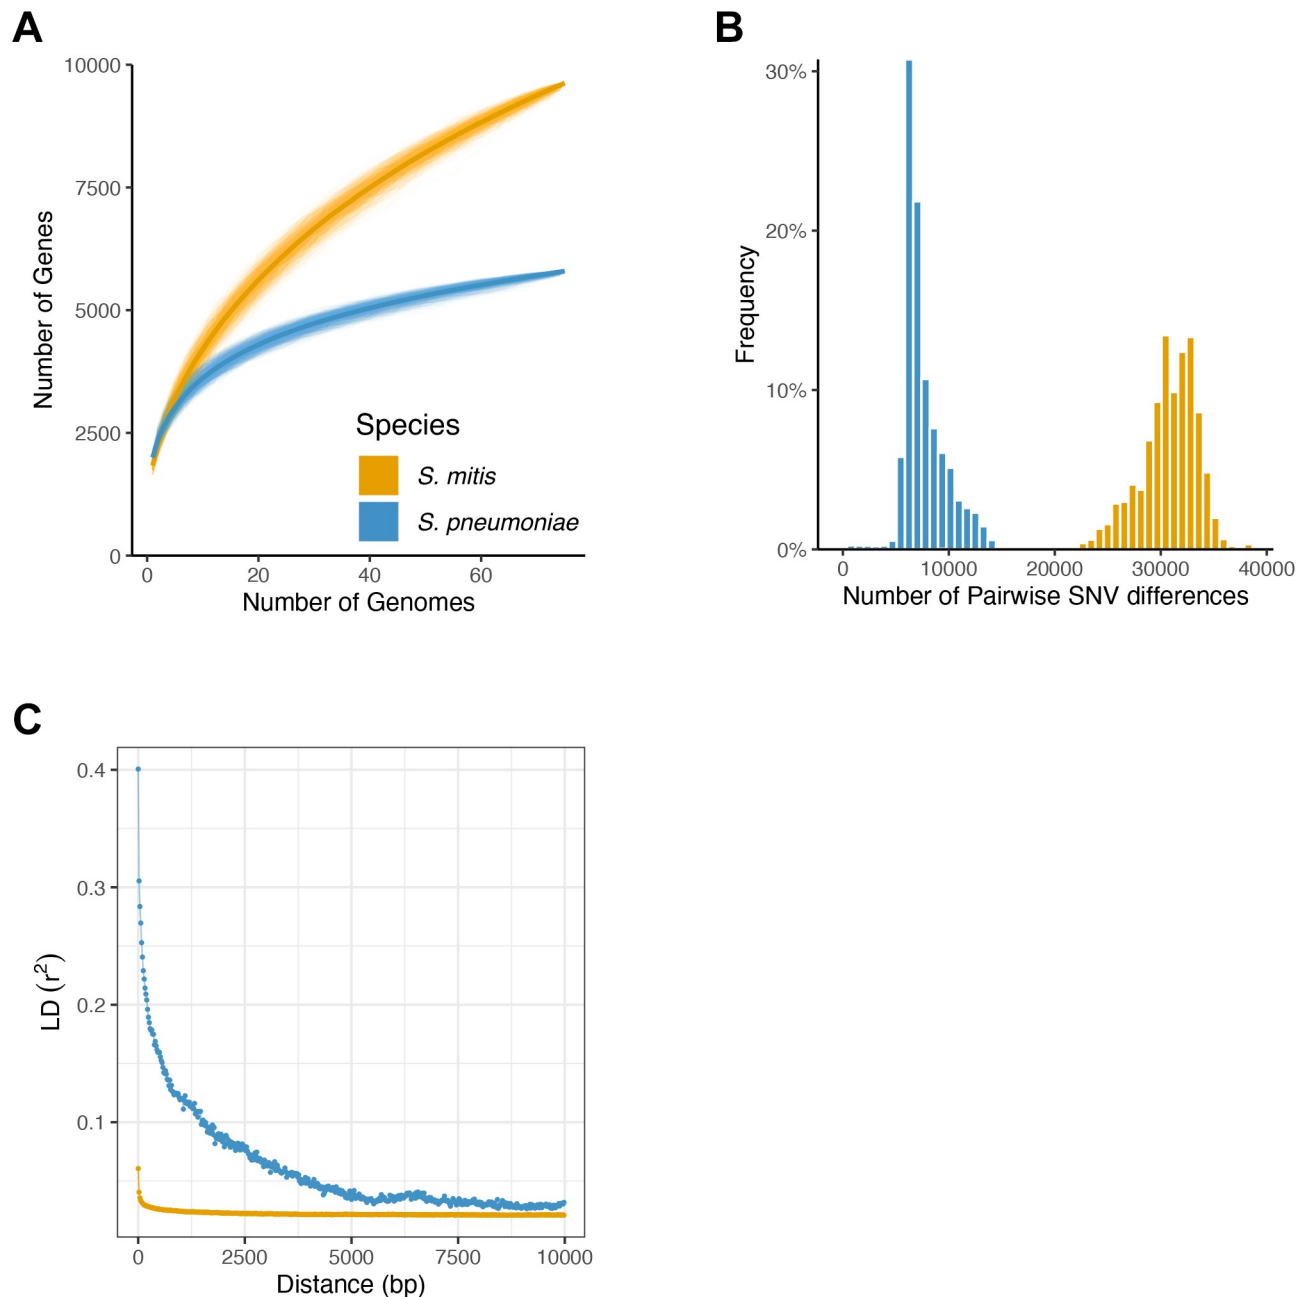 A
10000
7500
5000
2500
0
Number of Genes
0 20 40 60
Number of Genomes
Species
S. mitis
S. pneumoniae
B
30%
20%
10%
0%
Frequency
0 10000 20000 30000 40000
Number of Pairwise SNV differences
C
0.4
0.3
0.2
0.1
LD (r²)
0 2500 5000 7500 10000
Distance (bp)